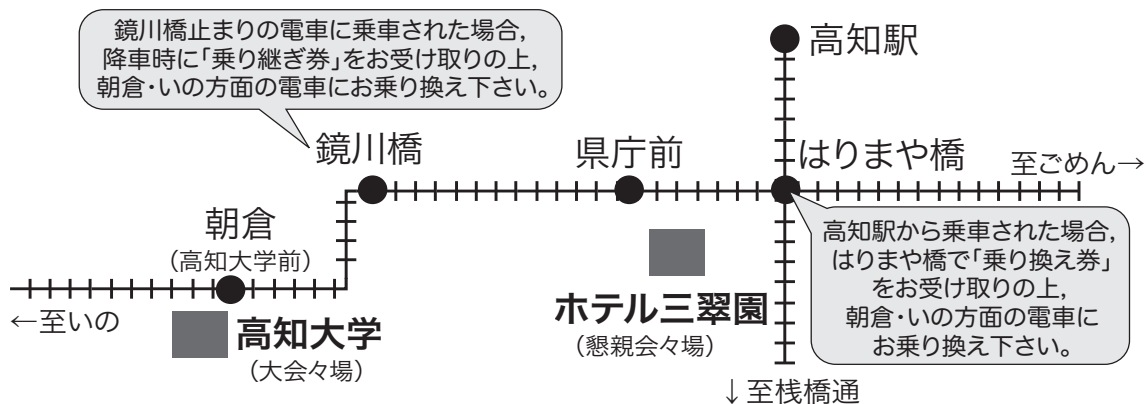 鏡川橋止まりの電車に乗車された場合,
降車時に「乗り継ぎ券」をお受け取りの上,
朝倉・いの方面の電車にお乗り換え下さい。
高知駅
鏡川橋
県庁前
はりまや橋
至ごめん→
朝倉
(高知大学前)
高知駅から乗車された場合,
はりまや橋で「乗り換え券」
をお受け取りの上,
朝倉・いの方面の電車に
お乗り換え下さい。
←至いの
高知大学
(大会々場)
ホテル三翠園
(懇親会々場)
↓至桟橋通